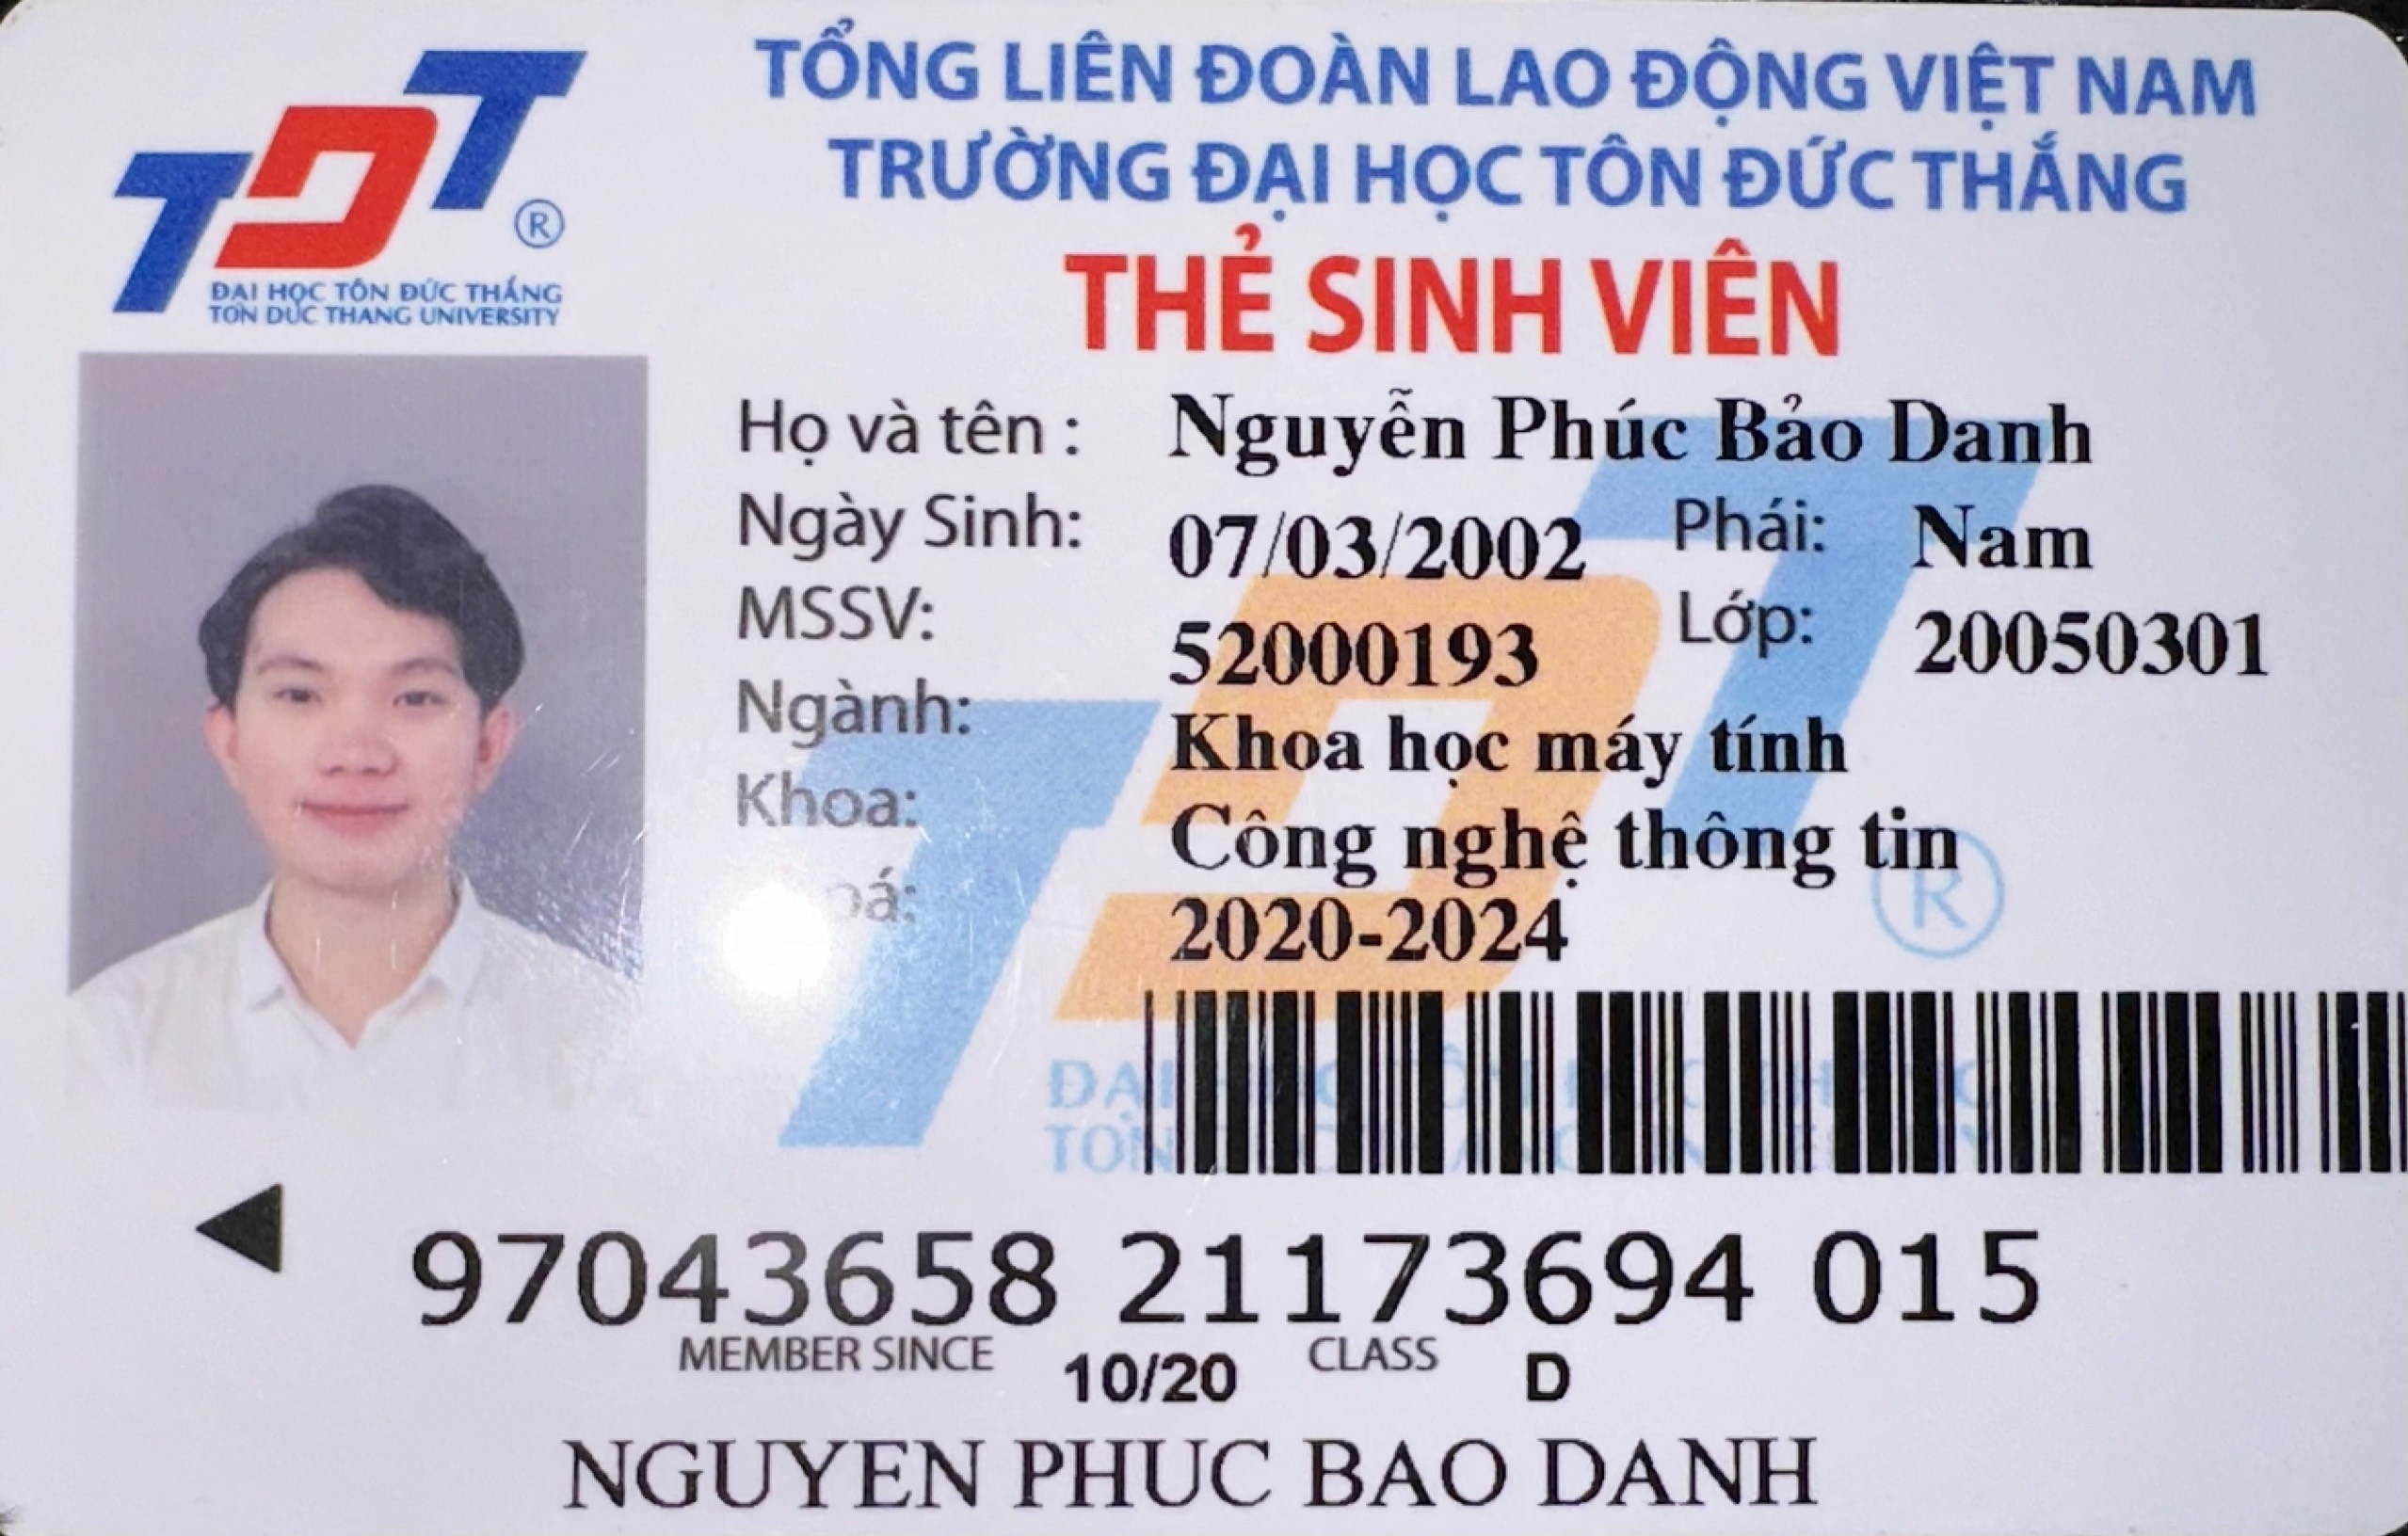 TDT ®
ĐẠI HỌC TÔN ĐỨC THẮNG
TON DUC THANG UNIVERSITY
TỔNG LIÊN ĐOÀN LAO ĐỘNG VIỆT NAM
TRƯỜNG ĐẠI HỌC TÔN ĐỨC THẮNG
THẺ SINH VIÊN
Họ và tên : Nguyễn Phúc Bảo Danh
Ngày Sinh: 07/03/2002 Phái: Nam
MSSV: 52000193 Lớp: 20050301
Ngành: Khoa học máy tính
Khoa: Công nghệ thông tin
2020-2024
97043658 21173694 015
MEMBER SINCE 10/20 CLASS D
NGUYEN PHUC BAO DANH